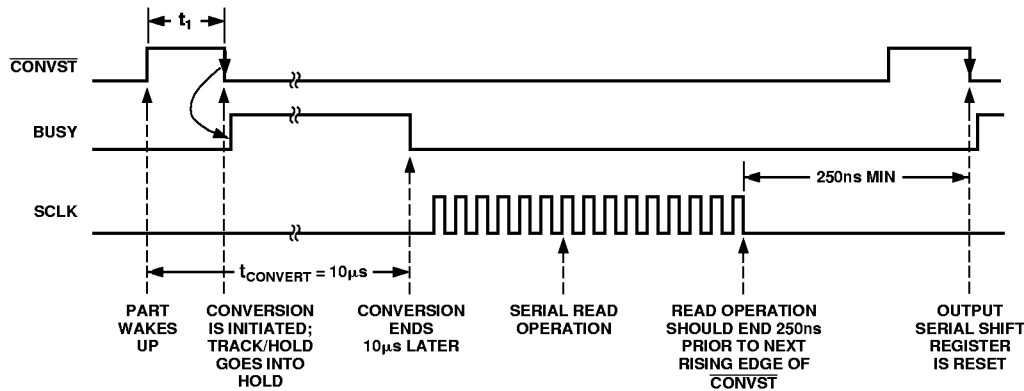 t1
CONVST
BUSY
250ns MIN
SCLK
tCONVERT = 10µs
PART
WAKES
UP
CONVERSION
IS INITIATED;
TRACK/HOLD
GOES INTO
HOLD
CONVERSION
ENDS
10µs LATER
SERIAL READ
OPERATION
READ OPERATION
SHOULD END 250ns
PRIOR TO NEXT
RISING EDGE OF
CONVST
OUTPUT
SERIAL SHIFT
REGISTER
IS RESET